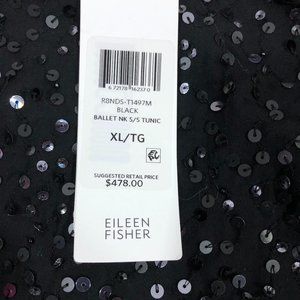 6 72178 16237 0
R8NDS-T1497M
BLACK
BALLET NK S/S TUNIC
XL/TG
SUGGESTED RETAIL PRICE
$478.00
EILEEN
FISHER